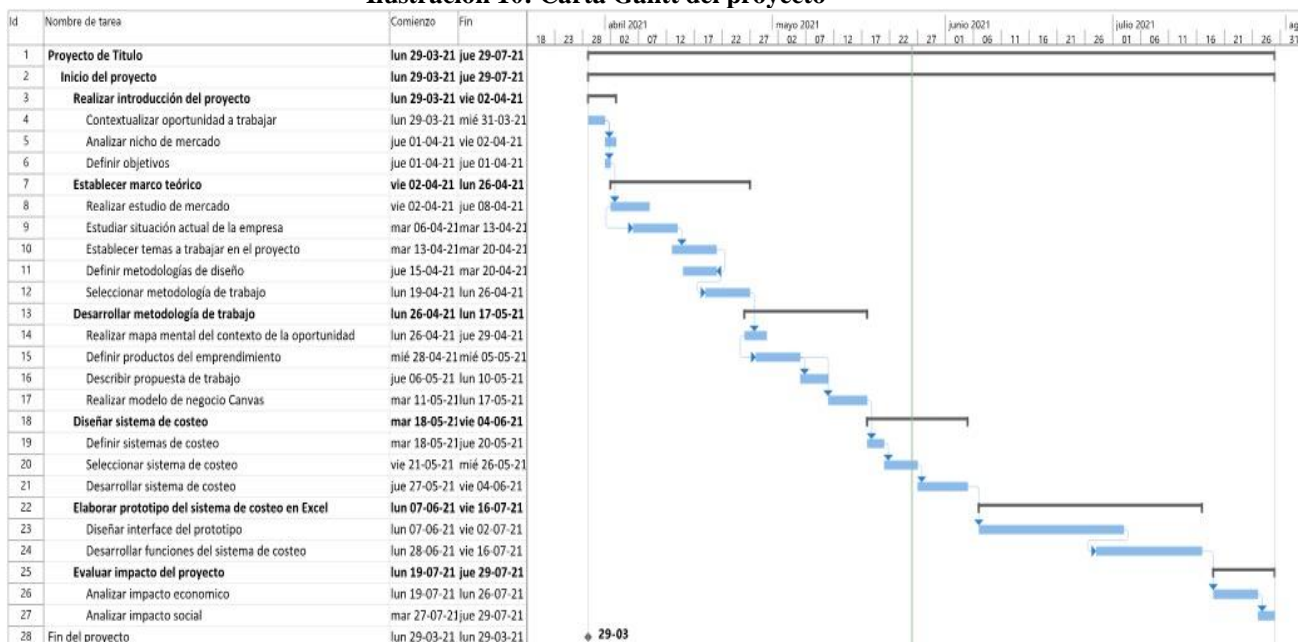 Ilustración 10: Carta Gantt del proyecto
Id Nombre de tarea Comienzo Fin abril 2021 mayo 2021 junio 2021 julio 2021 ag
18 23 28 02 07 12 17 22 27 02 07 12 17 22 27 01 06 11 16 21 26 01 06 11 16 21 26 31
1 Proyecto de Título lun 29-03-21 jue 29-07-21
2 Inicio del proyecto lun 29-03-21 jue 29-07-21
3 Realizar introducción del proyecto lun 29-03-21 vie 02-04-21
4 Contextualizar oportunidad a trabajar lun 29-03-21 mié 31-03-21
5 Analizar nicho de mercado jue 01-04-21 vie 02-04-21
6 Definir objetivos jue 01-04-21 jue 01-04-21
7 Establecer marco teórico vie 02-04-21 lun 26-04-21
8 Realizar estudio de mercado vie 02-04-21 jue 08-04-21
9 Estudiar situación actual de la empresa mar 06-04-21 mar 13-04-21
10 Establecer temas a trabajar en el proyecto mar 13-04-21 mar 20-04-21
11 Definir metodologías de diseño jue 15-04-21 mar 20-04-21
12 Seleccionar metodología de trabajo lun 19-04-21 lun 26-04-21
13 Desarrollar metodología de trabajo lun 26-04-21 lun 17-05-21
14 Realizar mapa mental del contexto de la oportunidad lun 26-04-21 jue 29-04-21
15 Definir productos del emprendimiento mié 28-04-21 mié 05-05-21
16 Describir propuesta de trabajo jue 06-05-21 lun 10-05-21
17 Realizar modelo de negocio Canvas mar 11-05-21 lun 17-05-21
18 Diseñar sistema de costeo mar 18-05-21 vie 04-06-21
19 Definir sistemas de costeo mar 18-05-21 jue 20-05-21
20 Seleccionar sistema de costeo vie 21-05-21 mié 26-05-21
21 Desarrollar sistema de costeo jue 27-05-21 vie 04-06-21
22 Elaborar prototipo del sistema de costeo en Excel lun 07-06-21 vie 16-07-21
23 Diseñar interface del prototipo lun 07-06-21 vie 02-07-21
24 Desarrollar funciones del sistema de costeo lun 28-06-21 vie 16-07-21
25 Evaluar impacto del proyecto lun 19-07-21 jue 29-07-21
26 Analizar impacto economico lun 19-07-21 lun 26-07-21
27 Analizar impacto social mar 27-07-21 jue 29-07-21
28 Fin del proyecto lun 29-03-21 lun 29-03-21 29-03